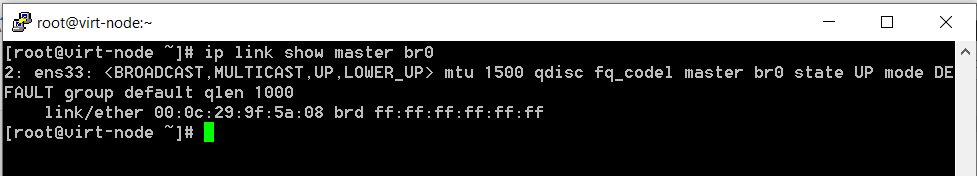 root@virt-node:~
[root@virt-node ~]# ip link show master br0
2: ens33: <BROADCAST,MULTICAST,UP,LOWER_UP> mtu 1500 qdisc fq_codel master br0 state UP mode DE
FAULT group default qlen 1000
    link/ether 00:0c:29:9f:5a:08 brd ff:ff:ff:ff:ff:ff
[root@virt-node ~]#